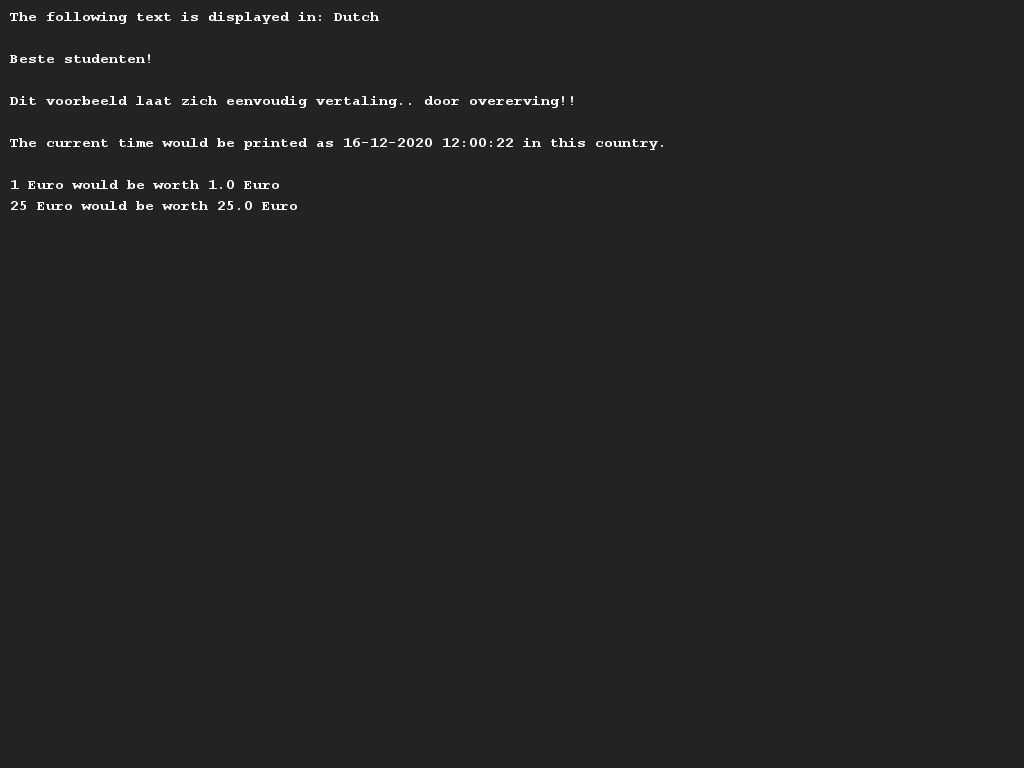 The following text is displayed in: Dutch
Beste studenten!
Dit voorbeeld laat zich eenvoudig vertaling.. door overerving!!
The current time would be printed as 16-12-2020 12:00:22 in this country.
1 Euro would be worth 1.0 Euro
25 Euro would be worth 25.0 Euro